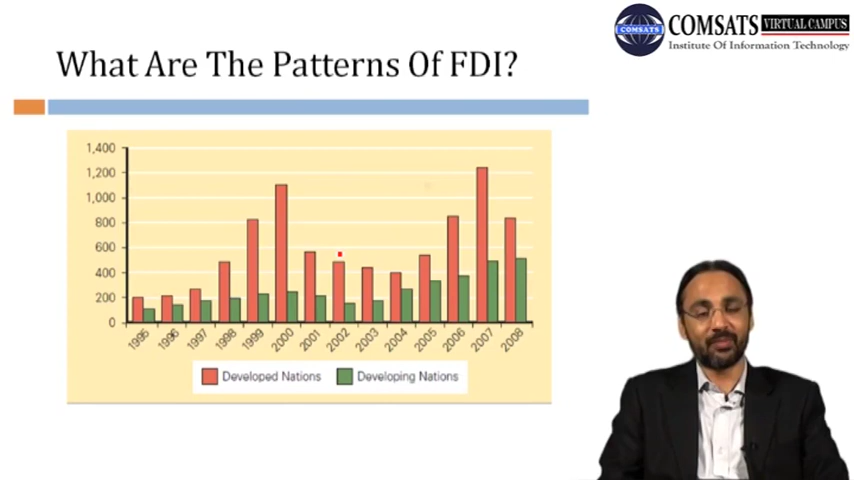 COMSATS
COMSATS VIRTUAL CAMPUS
Institute Of Information Technology
What Are The Patterns Of FDI?
1,400
1,200
1,000
800
600
400
200
0
1995 1996 1997 1998 1999 2000 2001 2002 2003 2004 2005 2006 2007 2008
Developed Nations Developing Nations